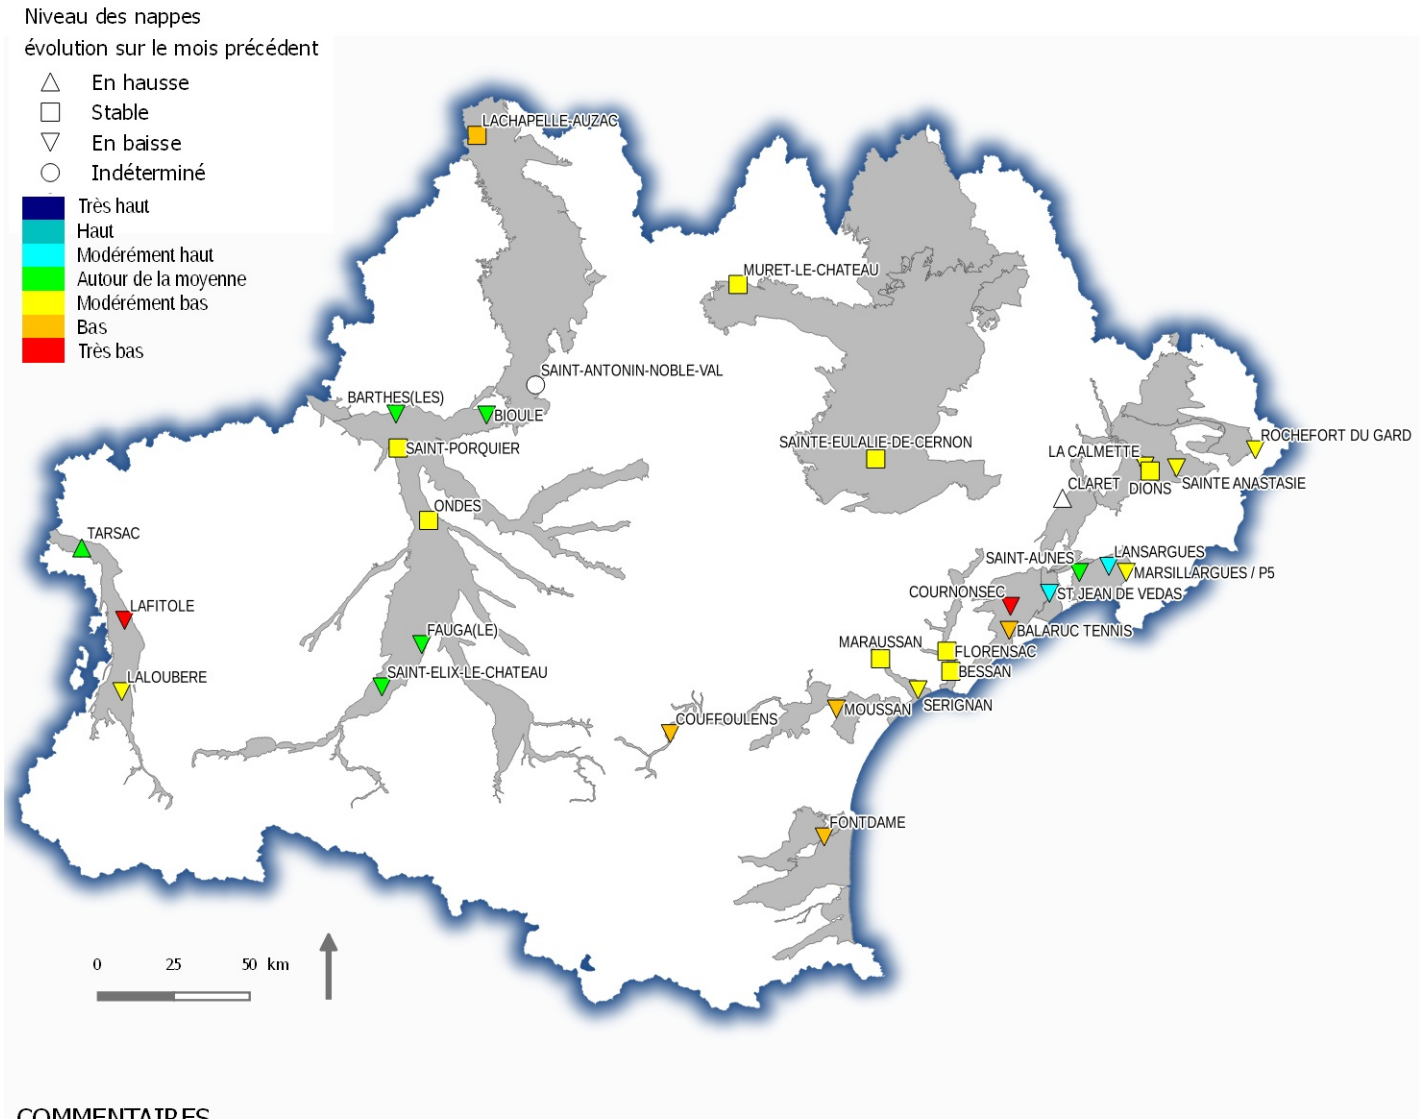 Niveau des nappes
évolution sur le mois précédent
En hausse
Stable
En baisse
Indéterminé
Très haut
Haut
Modérément haut
Autour de la moyenne
Modérément bas
Bas
Très bas
LACHAPELLE-AUZAC
MURET-LE-CHATEAU
SAINT-ANTONIN-NOBLE-VAL
BARTHES(LES)
BIOULE
SAINT-PORQUIER
SAINTE-EULALIE-DE-CERNON
ROCHEFORT DU GARD
LA CALMETTE
CLARET
DIONS
SAINTE ANASTASIE
ONDES
TARSAC
SAINT-AUNES
LANSARGUES
MARSILLARGUES / P5
COURNONSEC
ST JEAN DE VEDAS
LAFITOLE
FAUGA(LE)
BALARUC TENNIS
MARAUSSAN
FLORENSAC
BESSAN
LALOUBERE
SAINT-ELIX-LE-CHATEAU
SERIGNAN
MOUSSAN
COUFFOULENS
FONTDAME
0 25 50 km
COMMENTAIRES